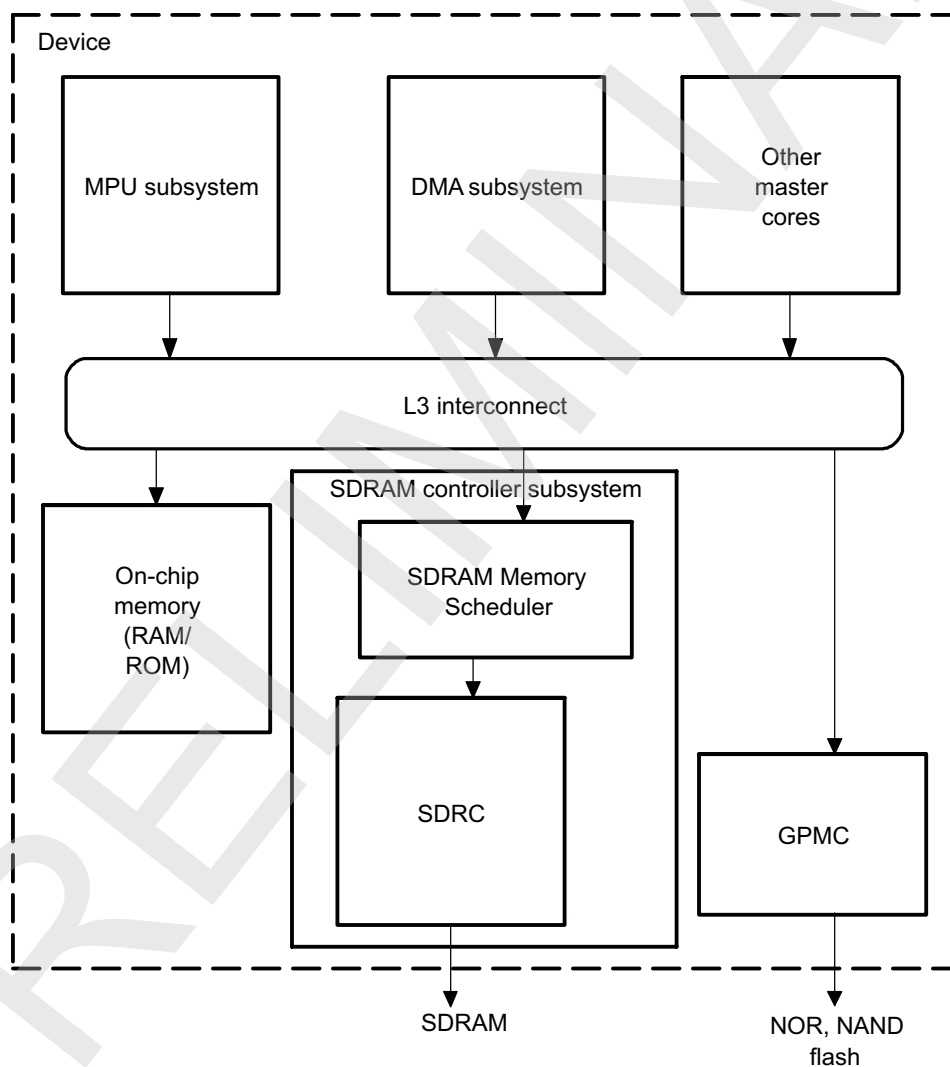 Device
MPU subsystem
DMA subsystem
Other
master
cores
L3 interconnect
SDRAM controller subsystem
On-chip
memory
(RAM/
ROM)
SDRAM Memory
Scheduler
SDRC
GPMC
SDRAM
NOR, NAND
flash
RELIMINA